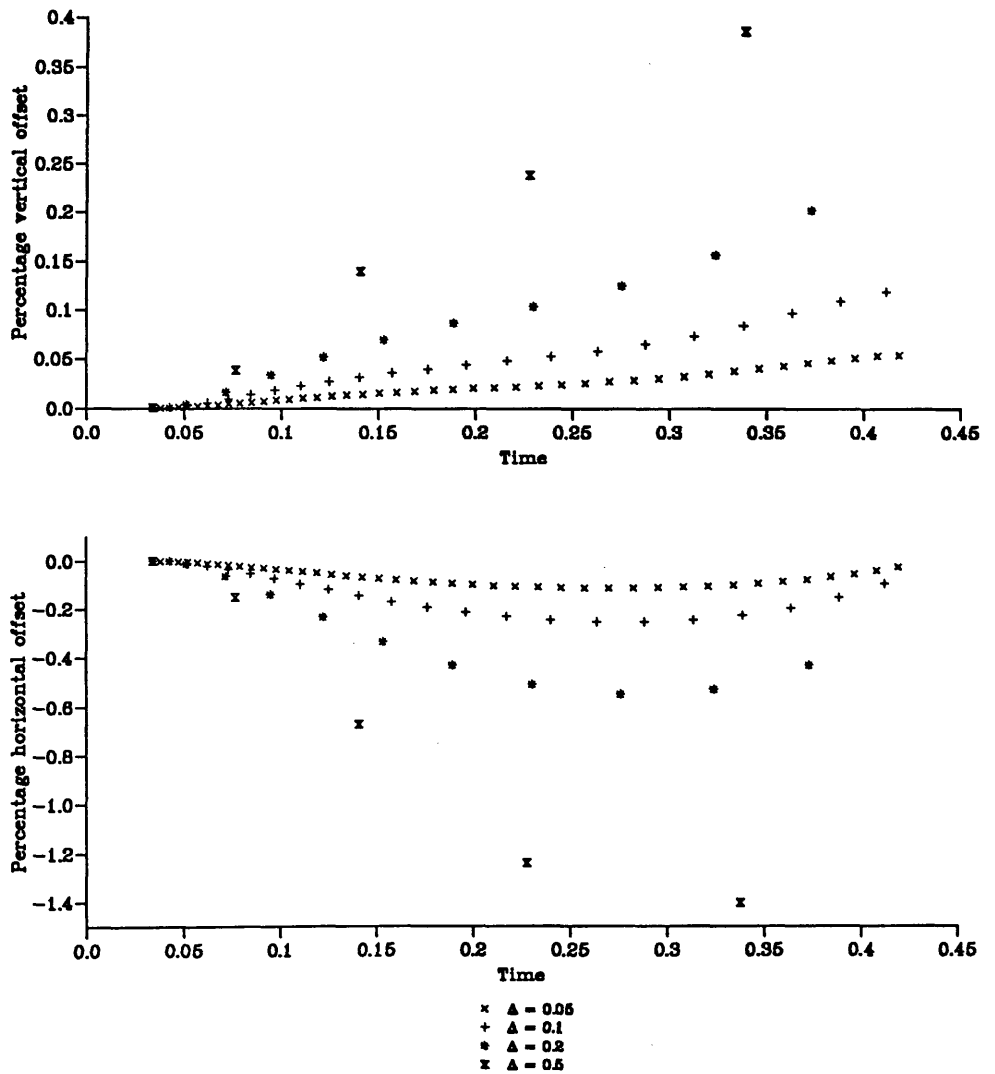 0.4
0.35
0.3
0.25
0.2
0.15
0.1
0.05
0.0
Percentage vertical offset
0.0 0.05 0.1 0.15 0.2 0.25 0.3 0.35 0.4 0.45
Time
0.0
-0.2
-0.4
-0.6
-0.8
-1.0
-1.2
-1.4
Percentage horizontal offset
0.0 0.05 0.1 0.15 0.2 0.25 0.3 0.35 0.4 0.45
Time
× Δ = 0.05
+ Δ = 0.1
* Δ = 0.2
⧖ Δ = 0.5